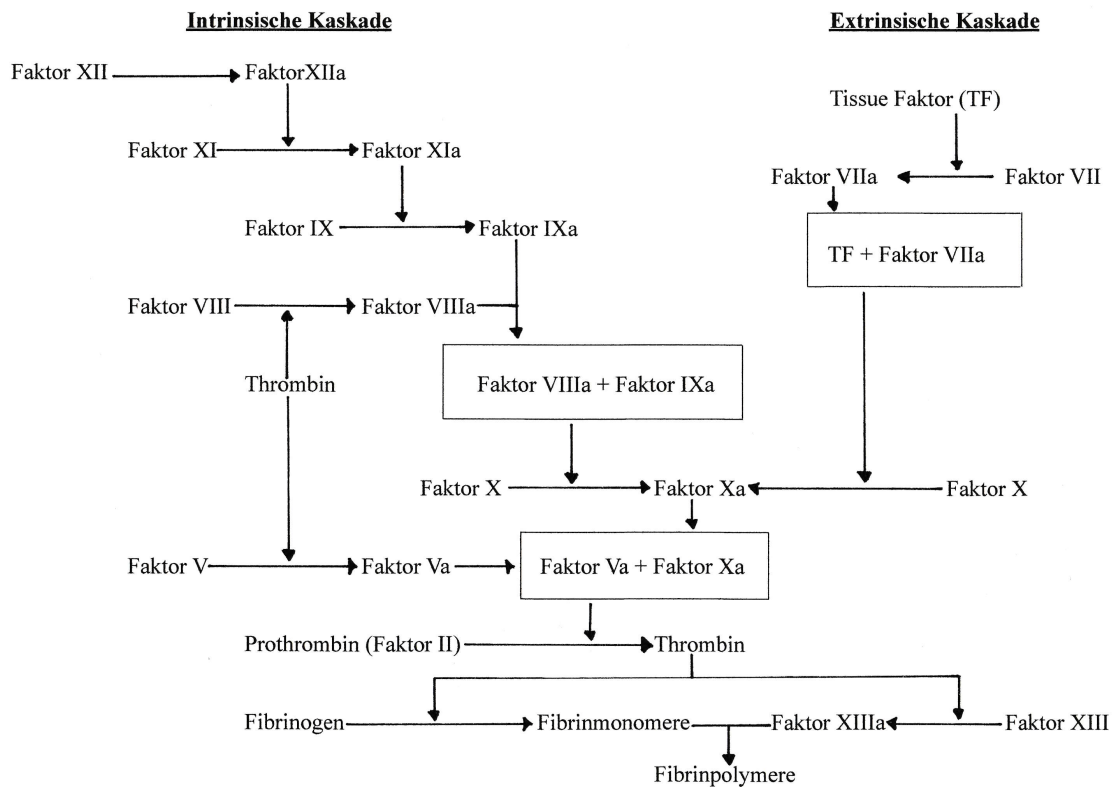 Intrinsische Kaskade
Extrinsische Kaskade
Faktor XII
FaktorXIIa
Tissue Faktor (TF)
Faktor XI
Faktor XIa
Faktor VIIa
Faktor VII
Faktor IX
Faktor IXa
TF + Faktor VIIa
Faktor VIII
Faktor VIIIa
Thrombin
Faktor VIIIa + Faktor IXa
Faktor X
Faktor Xa
Faktor X
Faktor V
Faktor Va
Faktor Va + Faktor Xa
Prothrombin (Faktor II)
Thrombin
Fibrinogen
Fibrinmonomere
Faktor XIIIa
Faktor XIII
Fibrinpolymere